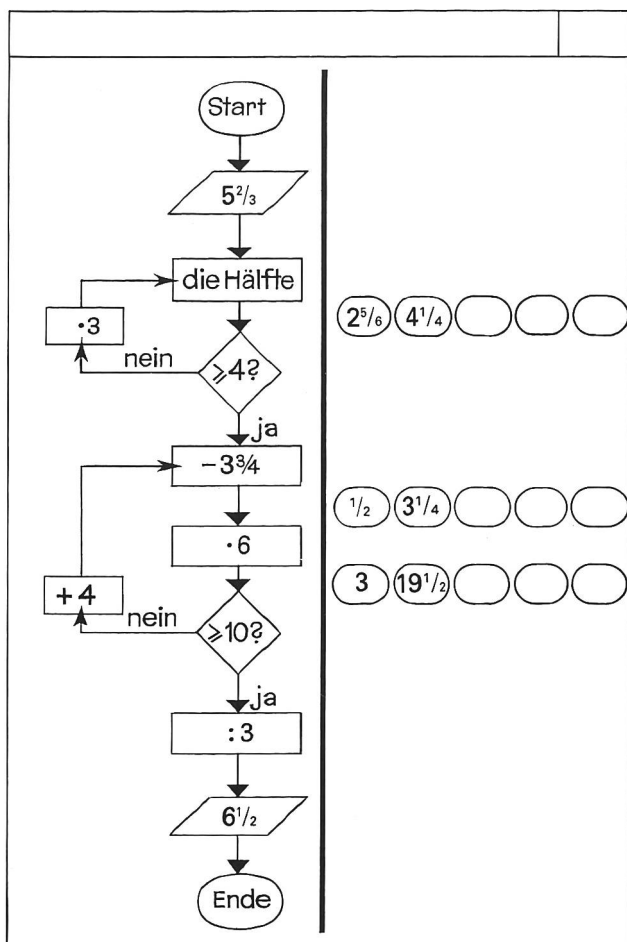 Start
5²/₃
die Hälfte
2⁵/₆ 4¹/₄
·3
nein
⩾4?
ja
-3¾
¹/₂ 3¹/₄
·6
3 19¹/₂
+4
nein
⩾10?
ja
:3
6¹/₂
Ende